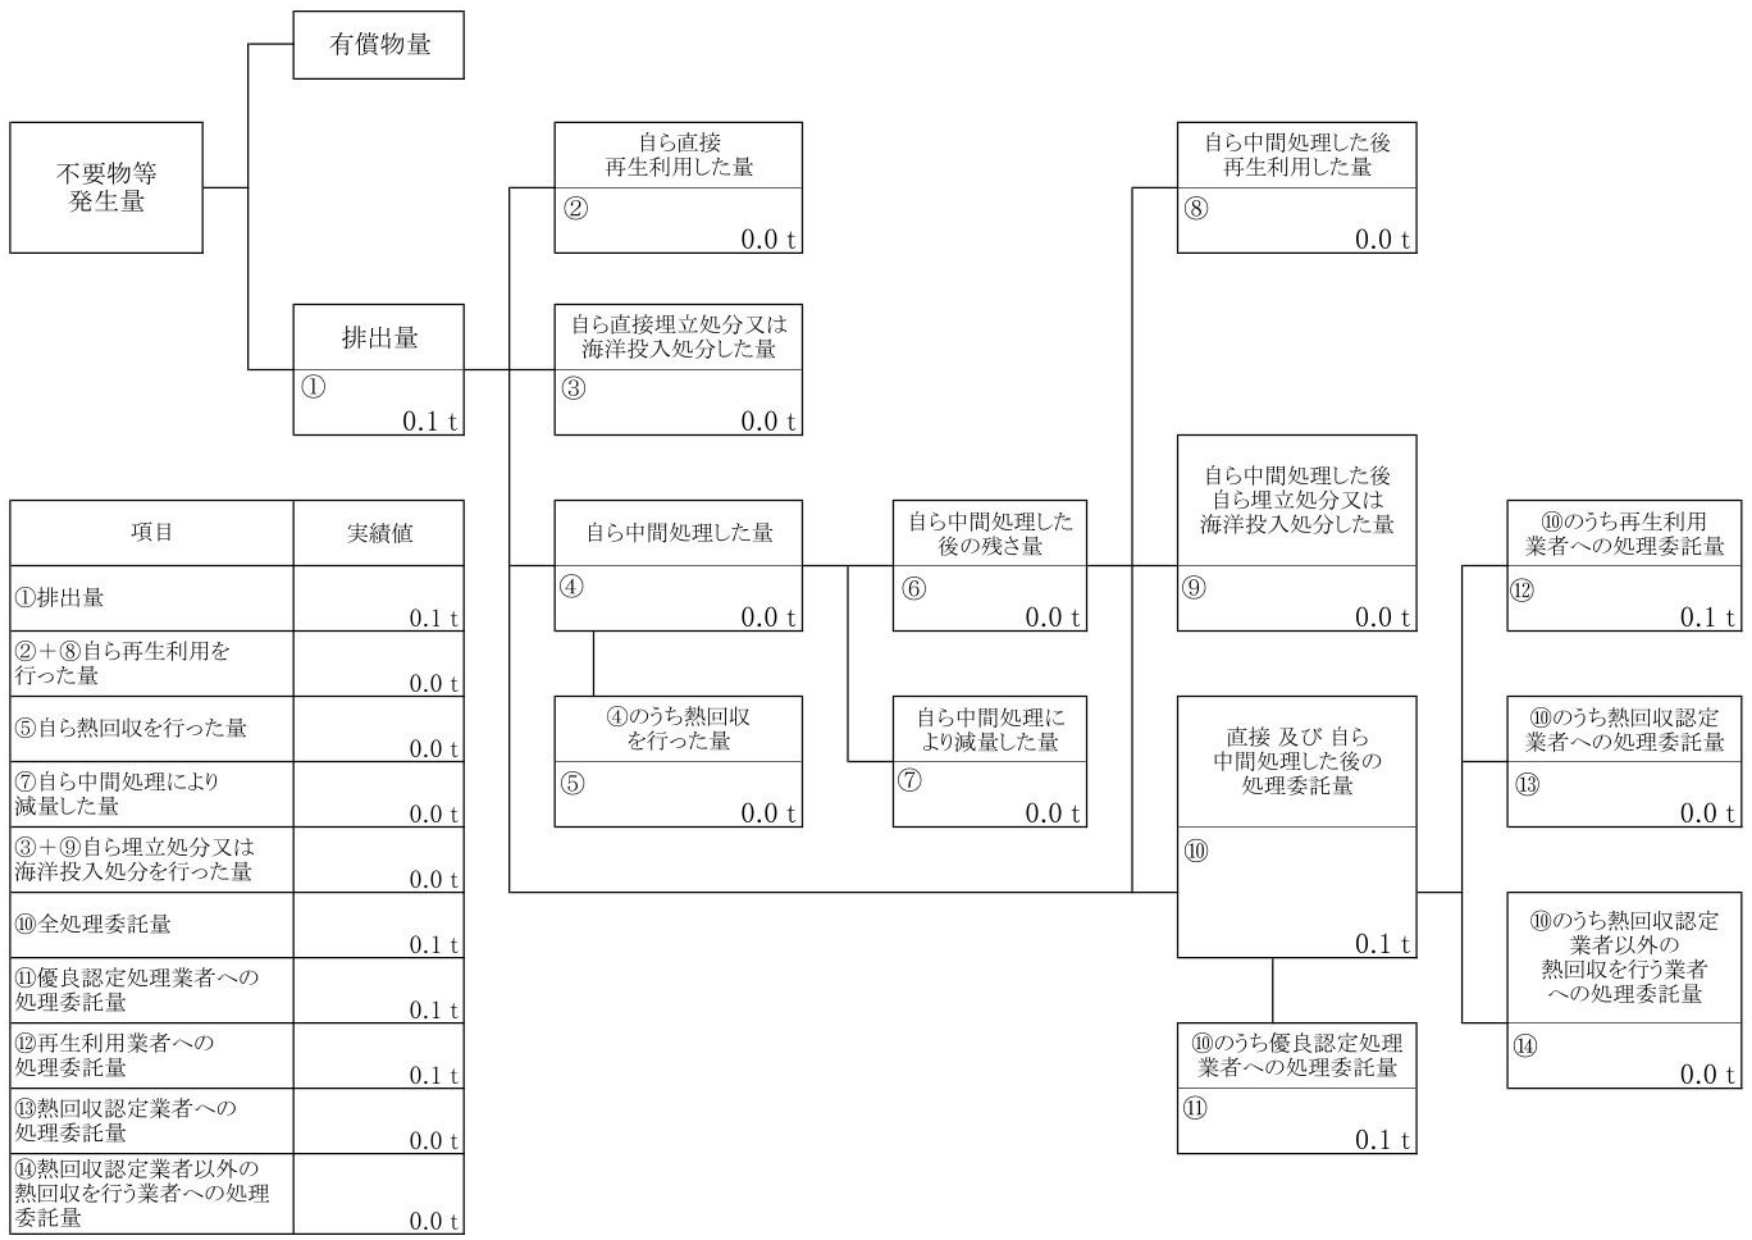 有償物量
不要物等
発生量
排出量
①
0.1 t
自ら直接
再生利用した量
②
0.0 t
自ら直接埋立処分又は
海洋投入処分した量
③
0.0 t
自ら中間処理した量
④
0.0 t
④のうち熱回収
を行った量
⑤
0.0 t
自ら中間処理した
後の残さ量
⑥
0.0 t
自ら中間処理に
より減量した量
⑦
0.0 t
自ら中間処理した後
再生利用した量
⑧
0.0 t
自ら中間処理した後
自ら埋立処分又は
海洋投入処分した量
⑨
0.0 t
直接 及び 自ら
中間処理した後の
処理委託量
⑩
0.1 t
⑩のうち優良認定処理
業者への処理委託量
⑪
0.1 t
⑩のうち再生利用
業者への処理委託量
⑫
0.1 t
⑩のうち熱回収認定
業者への処理委託量
⑬
0.0 t
⑩のうち熱回収認定
業者以外の
熱回収を行う業者
への処理委託量
⑭
0.0 t
項目 実績値
①排出量
0.1 t
②＋⑧自ら再生利用を
行った量
0.0 t
⑤自ら熱回収を行った量
0.0 t
⑦自ら中間処理により
減量した量
0.0 t
③＋⑨自ら埋立処分又は
海洋投入処分を行った量
0.0 t
⑩全処理委託量
0.1 t
⑪優良認定処理業者への
処理委託量
0.1 t
⑫再生利用業者への
処理委託量
0.1 t
⑬熱回収認定業者への
処理委託量
0.0 t
⑭熱回収認定業者以外の
熱回収を行う業者への処理
委託量
0.0 t